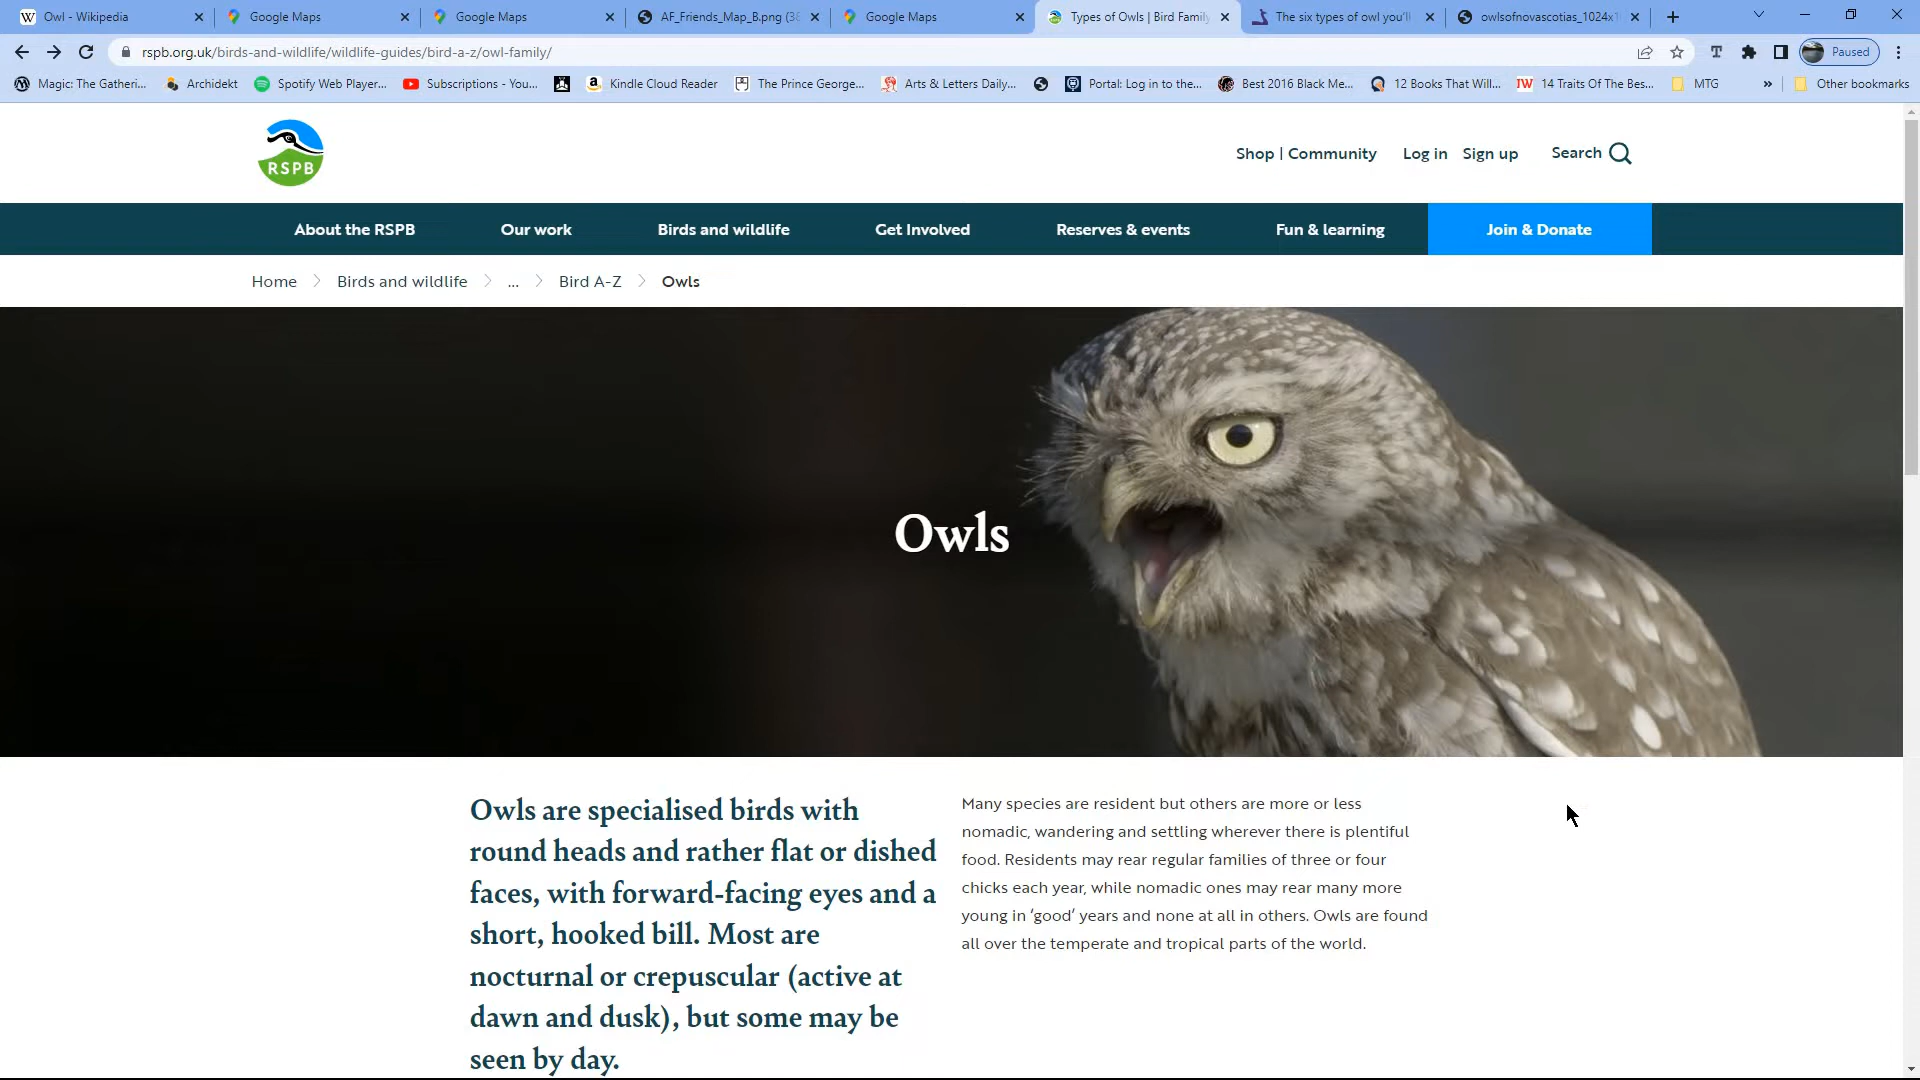 Owl - Wikipedia
Google Maps
Google Maps
AF_Friends_Map_B.png (38
Google Maps
Types of Owls | Bird Family
The six types of owl you'll
owlsofnovascotias_1024x1
rspb.org.uk/birds-and-wildlife/wildlife-guides/bird-a-z/owl-family/
Paused
Magic: The Gatheri...
Archidekt
Spotify Web Player...
Subscriptions - You...
Kindle Cloud Reader
The Prince George...
Arts & Letters Daily...
Portal: Log in to the...
Best 2016 Black Me...
12 Books That Will...
IW 14 Traits Of The Bes...
MTG
»
Other bookmarks
RSPB
Shop | Community
Log in
Sign up
Search
About the RSPB
Our work
Birds and wildlife
Get Involved
Reserves & events
Fun & learning
Join & Donate
Home > Birds and wildlife > ... > Bird A-Z > Owls
Owls
Owls are specialised birds with
round heads and rather flat or dished
faces, with forward-facing eyes and a
short, hooked bill. Most are
nocturnal or crepuscular (active at
dawn and dusk), but some may be
seen by day.
Many species are resident but others are more or less
nomadic, wandering and settling wherever there is plentiful
food. Residents may rear regular families of three or four
chicks each year, while nomadic ones may rear many more
young in 'good' years and none at all in others. Owls are found
all over the temperate and tropical parts of the world.